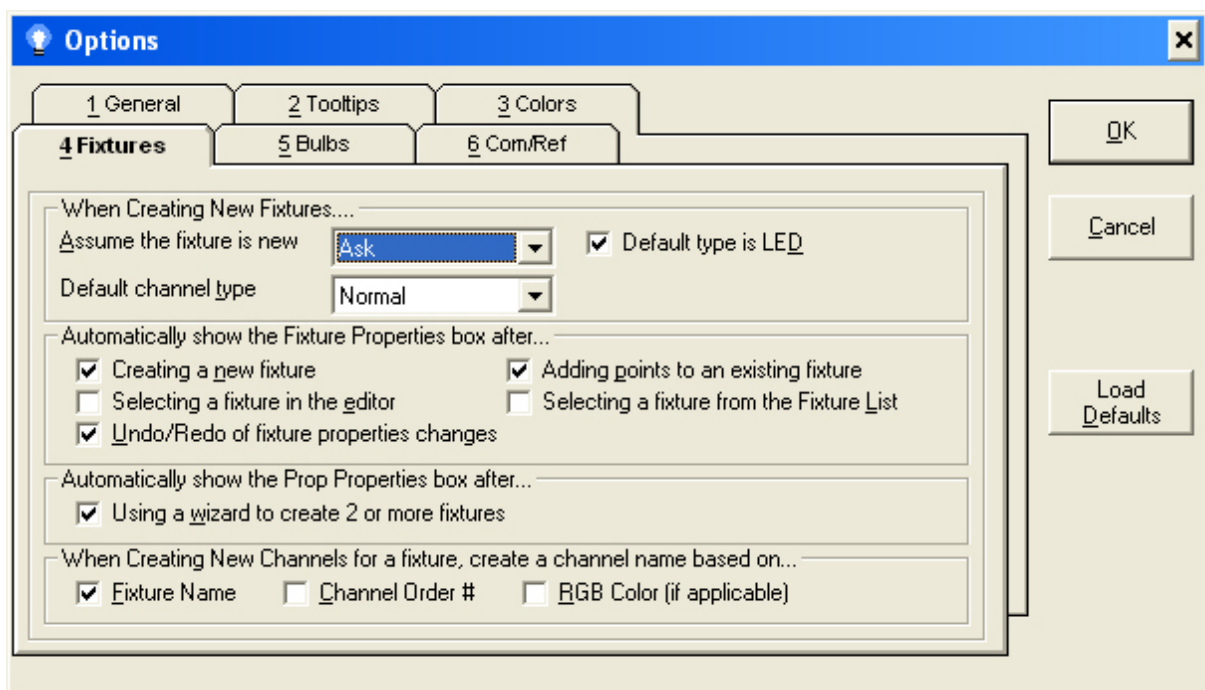 Options
1 General 2 Tooltips 3 Colors
4 Fixtures 5 Bulbs 6 Com/Ref
OK
Cancel
Load
Defaults
When Creating New Fixtures....
Assume the fixture is new Ask Default type is LED
Default channel type Normal
Automatically show the Fixture Properties box after...
Creating a new fixture Adding points to an existing fixture
Selecting a fixture in the editor Selecting a fixture from the Fixture List
Undo/Redo of fixture properties changes
Automatically show the Prop Properties box after...
Using a wizard to create 2 or more fixtures
When Creating New Channels for a fixture, create a channel name based on...
Fixture Name Channel Order # RGB Color (if applicable)